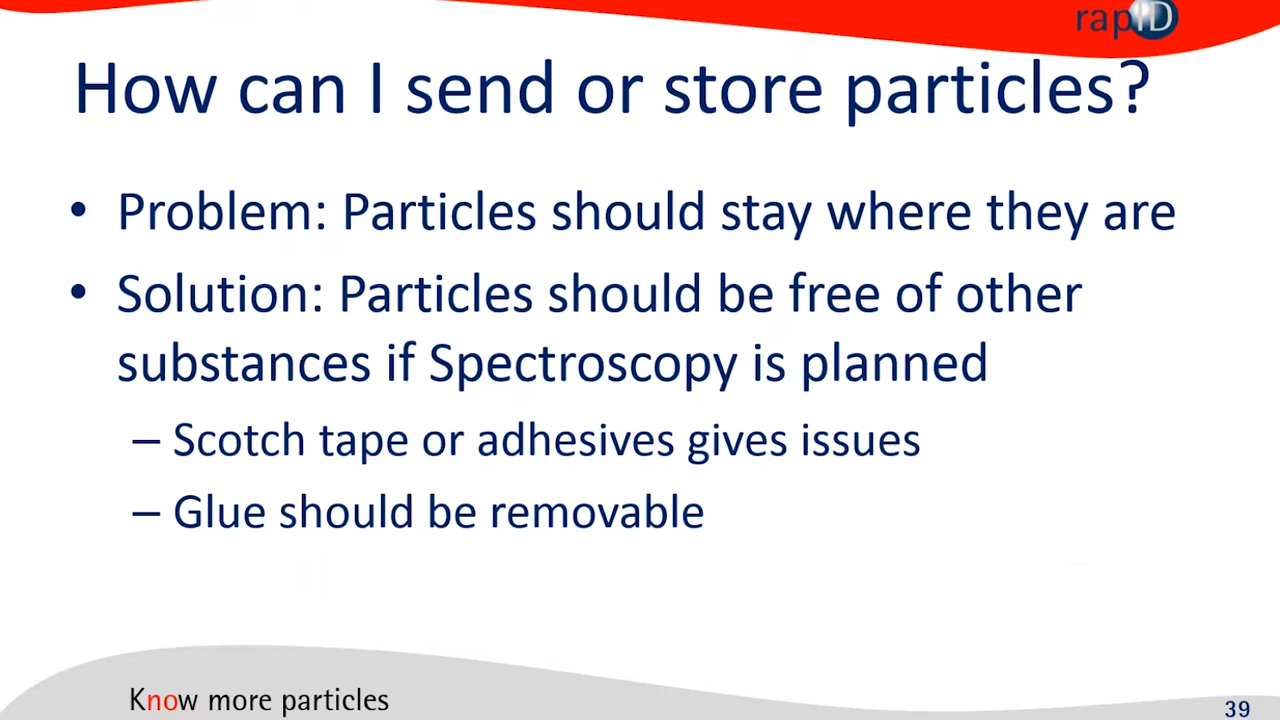 rapID
How can I send or store particles?
• Problem: Particles should stay where they are
• Solution: Particles should be free of other
substances if Spectroscopy is planned
– Scotch tape or adhesives gives issues
– Glue should be removable
Know more particles
39